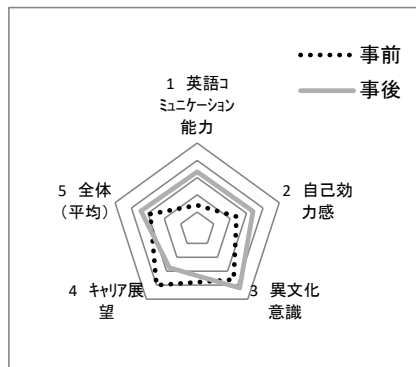 事前
事後
1 英語コ
ミュニケーション
能力
2 自己効
力感
3 異文化
意識
4 キャリア展
望
5 全体
（平均）